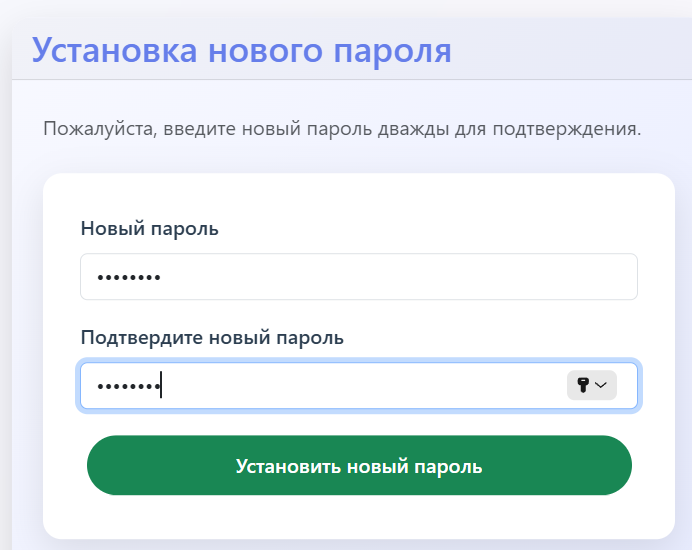 Установка нового пароля
Пожалуйста, введите новый пароль дважды для подтверждения.
Новый пароль
••••••••
Подтвердите новый пароль
••••••••
Установить новый пароль